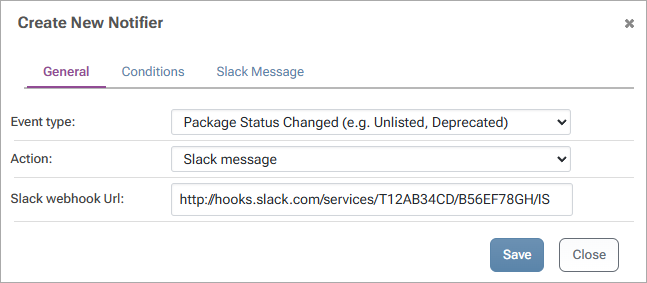 Create New Notifier
General Conditions Slack Message
Event type: Package Status Changed (e.g. Unlisted, Deprecated)
Action: Slack message
Slack webhook Url: http://hooks.slack.com/services/T12AB34CD/B56EF78GH/IS
Save Close